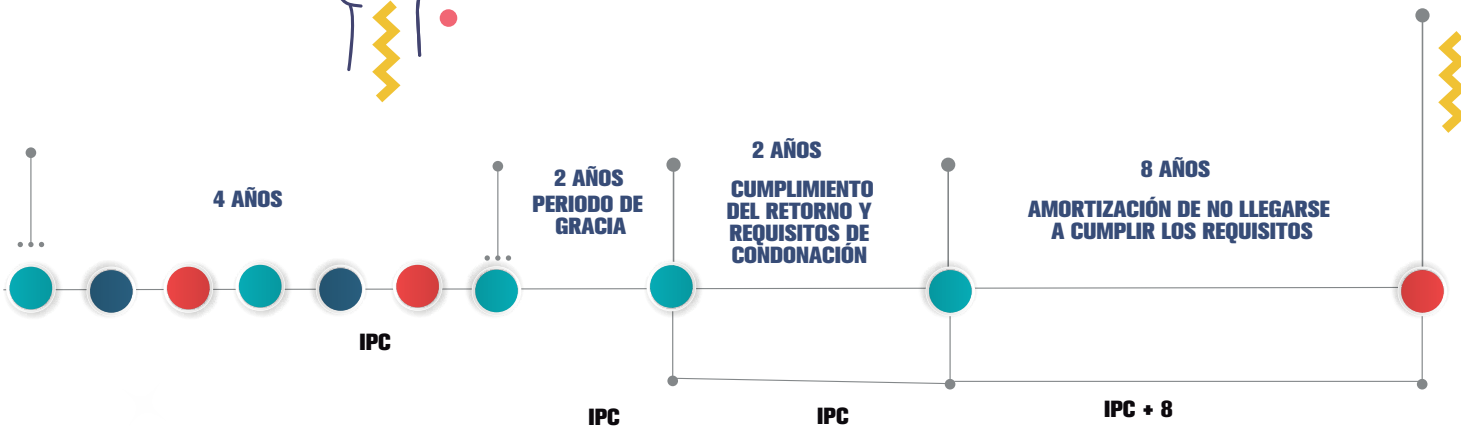 4 AÑOS
2 AÑOS
PERIODO DE
GRACIA
2 AÑOS
CUMPLIMIENTO
DEL RETORNO Y
REQUISITOS DE
CONDONACIÓN
8 AÑOS
AMORTIZACIÓN DE NO LLEGARSE
A CUMPLIR LOS REQUISITOS
IPC
IPC
IPC
IPC + 8